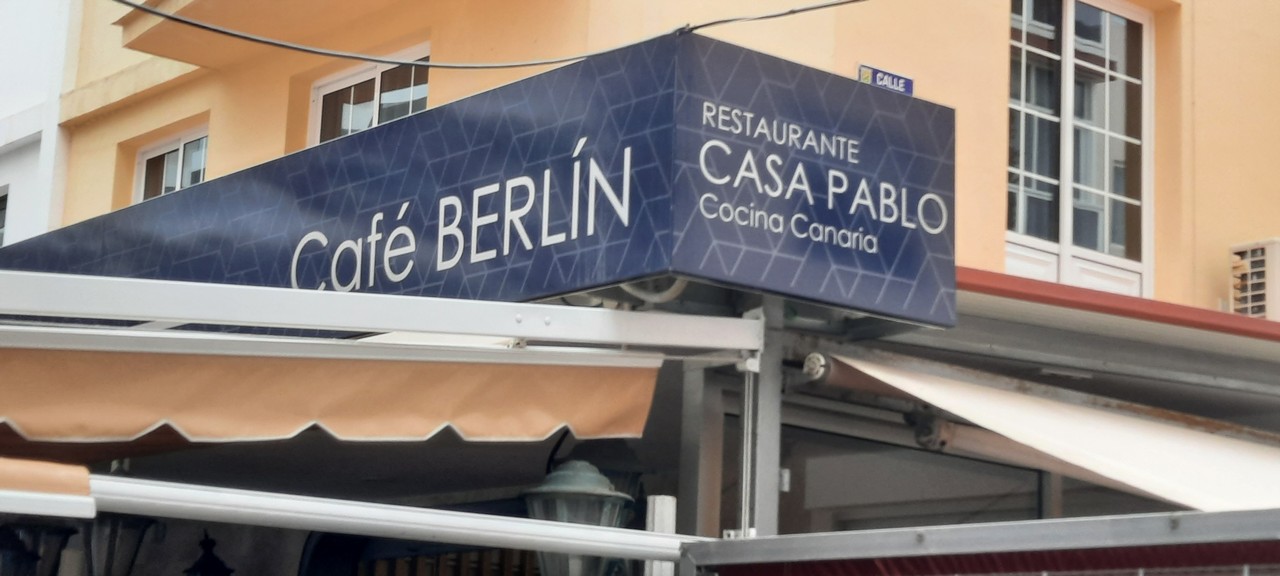 Café BERLÍN
RESTAURANTE
CASA PABLO
Cocina Canaria
CALLE